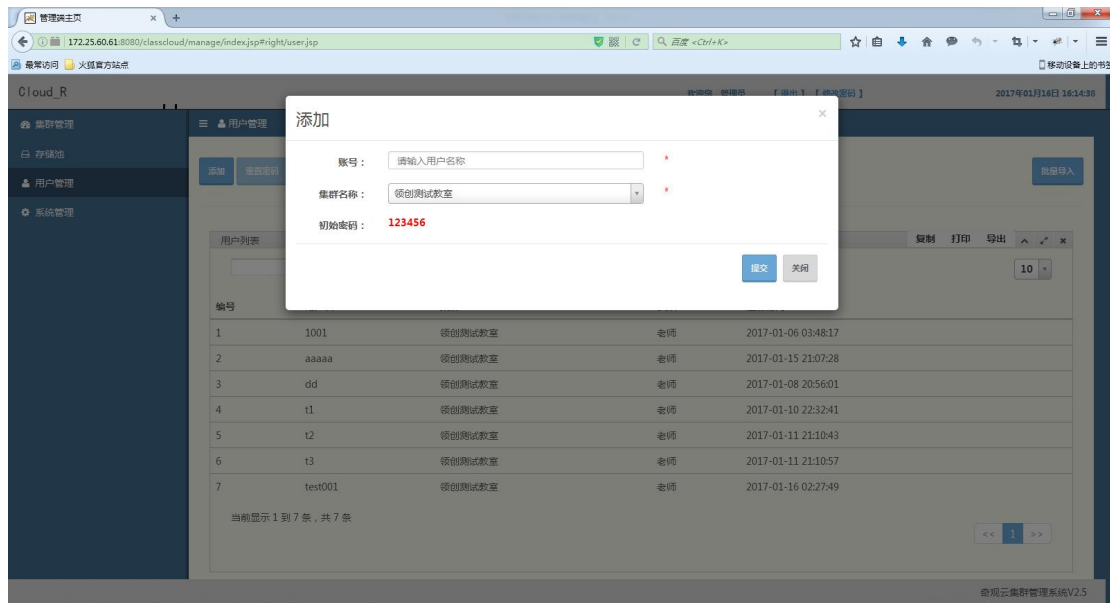 管理端主页 × +
172.25.60.61:8080/classcloud/manage/index.jsp#right/user.jsp 百度 <Ctrl+K>
最常访问 火狐官方站点 移动设备上的书签
Cloud_R 管理员 【 退出 】 【 修改密码 】 2017年01月16日 16:14:38
集群管理
存储池
用户管理
系统管理
用户管理
添加 重置密码 批量导入
添加 ×
账号： 请输入用户名称 *
集群名称： 领创测试教室 *
初始密码： 123456
提交 关闭
用户列表 复制 打印 导出
10
编号
1 1001 领创测试教室 老师 2017-01-06 03:48:17
2 aaaaa 领创测试教室 老师 2017-01-15 21:07:28
3 dd 领创测试教室 老师 2017-01-08 20:56:01
4 t1 领创测试教室 老师 2017-01-10 22:32:41
5 t2 领创测试教室 老师 2017-01-11 21:10:43
6 t3 领创测试教室 老师 2017-01-11 21:10:57
7 test001 领创测试教室 老师 2017-01-16 02:27:49
当前显示 1 到 7 条，共 7 条
<< 1 >>
奇观云集群管理系统V2.5